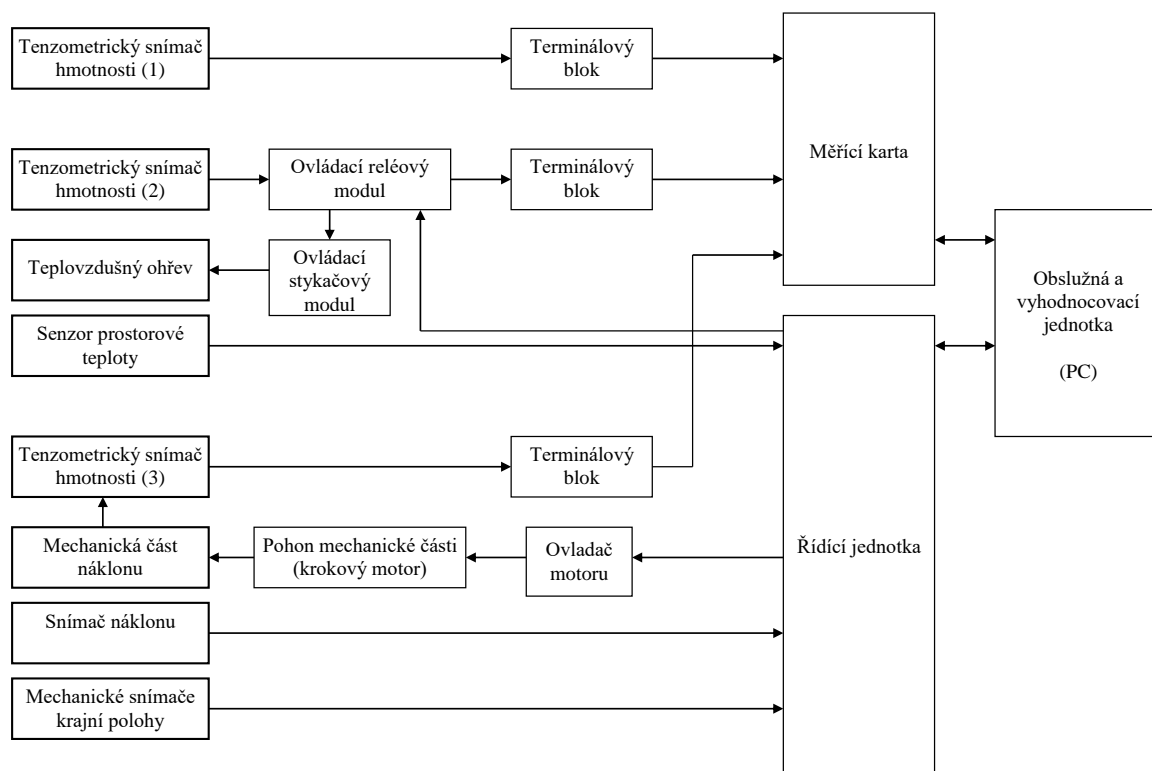 Tenzometrický snímač
hmotnosti (1)
Terminálový
blok
Měřící karta
Tenzometrický snímač
hmotnosti (2)
Ovládací reléový
modul
Terminálový
blok
Teplovzdušný ohřev
Ovládací
stykačový
modul
Obslužná a
vyhodnocovací
jednotka
(PC)
Senzor prostorové
teploty
Tenzometrický snímač
hmotnosti (3)
Terminálový
blok
Mechanická část
náklonu
Pohon mechanické části
(krokový motor)
Ovladač
motoru
Řídící jednotka
Snímač náklonu
Mechanické snímače
krajní polohy